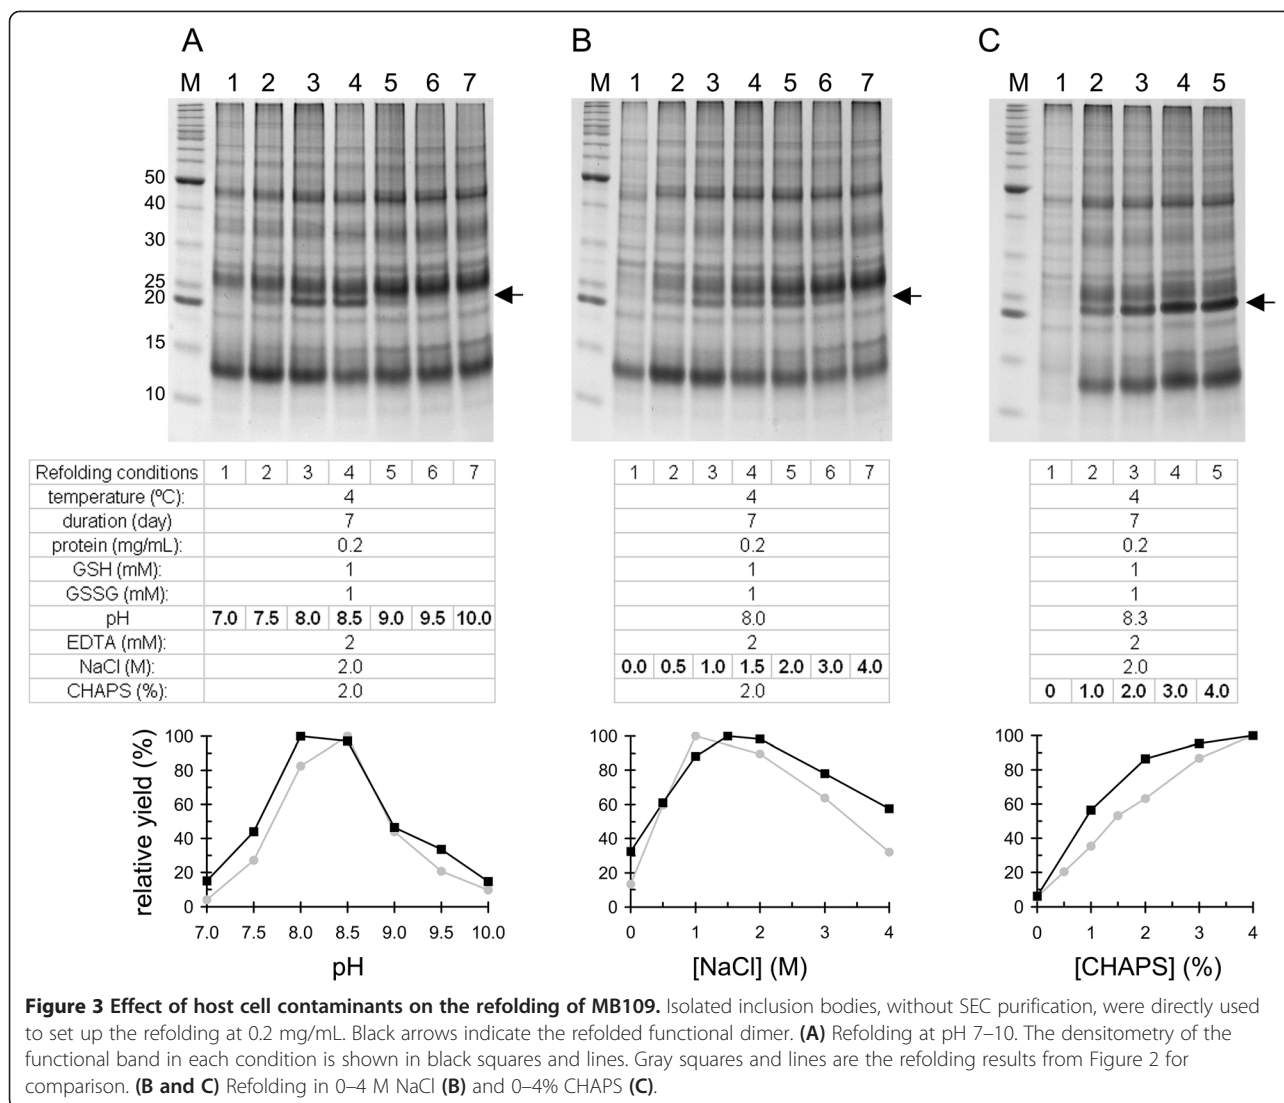 A B C
M 1 2 3 4 5 6 7 M 1 2 3 4 5 6 7 M 1 2 3 4 5
50
40
30
25
20
15
10
Refolding conditions 1 2 3 4 5 6 7 1 2 3 4 5 6 7 1 2 3 4 5
temperature (ºC): 4 4 4
duration (day) 7 7 7
protein (mg/mL): 0.2 0.2 0.2
GSH (mM): 1 1 1
GSSG (mM): 1 1 1
pH 7.0 7.5 8.0 8.5 9.0 9.5 10.0 8.0 8.3
EDTA (mM): 2 2 2
NaCl (M): 2.0 0.0 0.5 1.0 1.5 2.0 3.0 4.0 2.0
CHAPS (%): 2.0 2.0 0 1.0 2.0 3.0 4.0
relative yield (%)
100 100 100
80 80 80
60 60 60
40 40 40
20 20 20
0 0 0
7.0 7.5 8.0 8.5 9.0 9.5 10.0 0 1 2 3 4 0 1 2 3 4
pH [NaCl] (M) [CHAPS] (%)
Figure 3 Effect of host cell contaminants on the refolding of MB109. Isolated inclusion bodies, without SEC purification, were directly used
to set up the refolding at 0.2 mg/mL. Black arrows indicate the refolded functional dimer. (A) Refolding at pH 7–10. The densitometry of the
functional band in each condition is shown in black squares and lines. Gray squares and lines are the refolding results from Figure 2 for
comparison. (B and C) Refolding in 0–4 M NaCl (B) and 0–4% CHAPS (C).